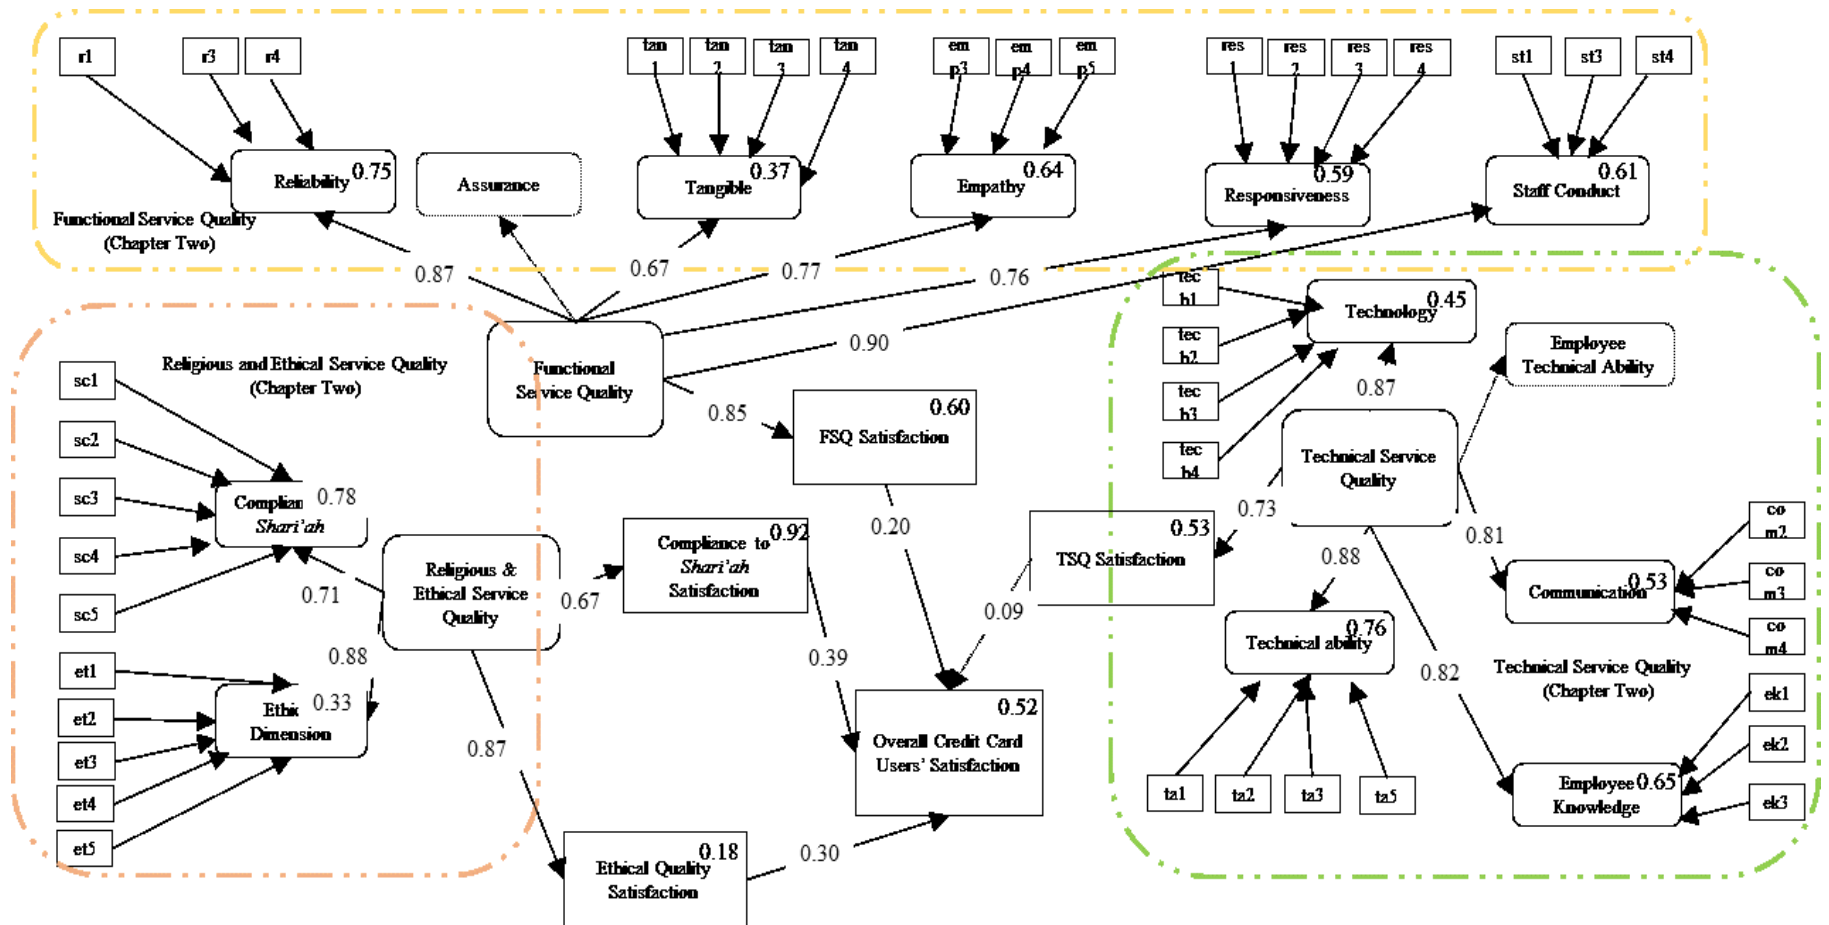 r1
r3
r4
tan
1
tan
2
tan
3
tan
4
em
p3
em
p4
em
p5
res
1
res
2
res
3
res
4
st1
st3
st4
Reliability 0.75
Assurance
Tangible 0.37
Empathy 0.64
Responsiveness 0.59
Staff Conduct 0.61
Functional Service Quality
(Chapter Two)
0.87
0.67
0.77
0.76
0.90
Functional
Service Quality
0.85
FSQ Satisfaction 0.60
0.20
Religious and Ethical Service Quality
(Chapter Two)
sc1
sc2
sc3
sc4
sc5
0.78
Shari'ah
0.71
et1
et2
et3
et4
et5
0.33
Dimension
0.88
Religious &
Ethical Service
Quality
0.67
0.87
Compliance to
Shari'ah
Satisfaction
0.92
0.39
Ethical Quality
Satisfaction
0.18
0.30
Overall Credit Card
Users' Satisfaction
0.52
TSQ Satisfaction 0.53
0.09
0.73
tec
h1
tec
h2
tec
h3
tec
h4
Technology 0.45
0.87
Employee
Technical Ability
Technical Service
Quality
0.81
0.88
0.82
Communication 0.53
co
m2
co
m3
co
m4
Technical ability 0.76
ta1
ta2
ta3
ta5
Technical Service Quality
(Chapter Two)
Employee
Knowledge
0.65
ek1
ek2
ek3